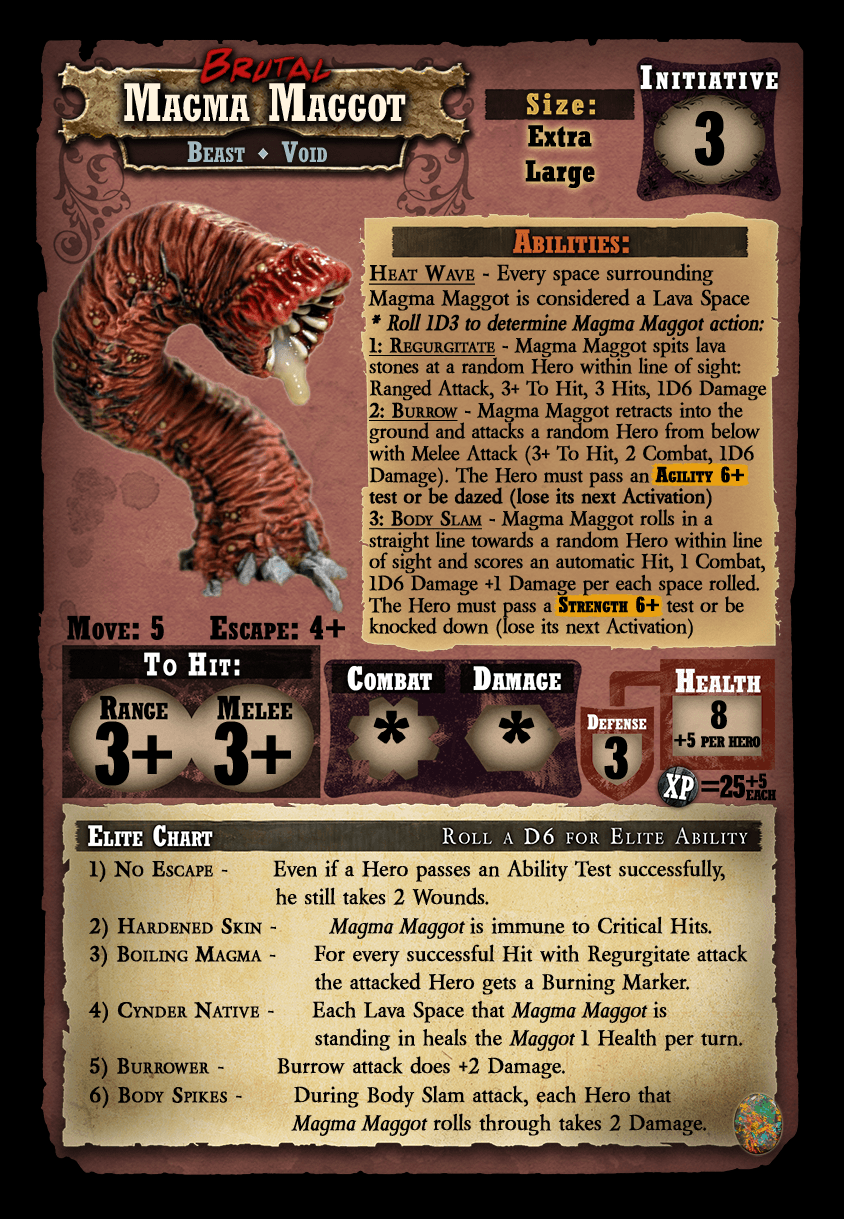 Brutal
Magma Maggot
Beast ⬥ Void
Size:
Extra
Large
Initiative
3
Abilities:
Heat Wave - Every space surrounding
Magma Maggot is considered a Lava Space
* Roll 1D3 to determine Magma Maggot action:
1: Regurgitate - Magma Maggot spits lava
stones at a random Hero within line of sight:
Ranged Attack, 3+ To Hit, 3 Hits, 1D6 Damage
2: Burrow - Magma Maggot retracts into the
ground and attacks a random Hero from below
with Melee Attack (3+ To Hit, 2 Combat, 1D6
Damage). The Hero must pass an Agility 6+
test or be dazed (lose its next Activation)
3: Body Slam - Magma Maggot rolls in a
straight line towards a random Hero within line
of sight and scores an automatic Hit, 1 Combat,
1D6 Damage +1 Damage per each space rolled.
The Hero must pass a Strength 6+ test or be
knocked down (lose its next Activation)
Move: 5 Escape: 4+
To Hit:
Range
3+
Melee
3+
Combat
*
Damage
*
Defense
3
Health
8
+5 per hero
XP =25 +5 each
Elite Chart Roll a D6 for Elite Ability
1) No Escape - Even if a Hero passes an Ability Test successfully,
he still takes 2 Wounds.
2) Hardened Skin - Magma Maggot is immune to Critical Hits.
3) Boiling Magma - For every successful Hit with Regurgitate attack
the attacked Hero gets a Burning Marker.
4) Cynder Native - Each Lava Space that Magma Maggot is
standing in heals the Maggot 1 Health per turn.
5) Burrower - Burrow attack does +2 Damage.
6) Body Spikes - During Body Slam attack, each Hero that
Magma Maggot rolls through takes 2 Damage.